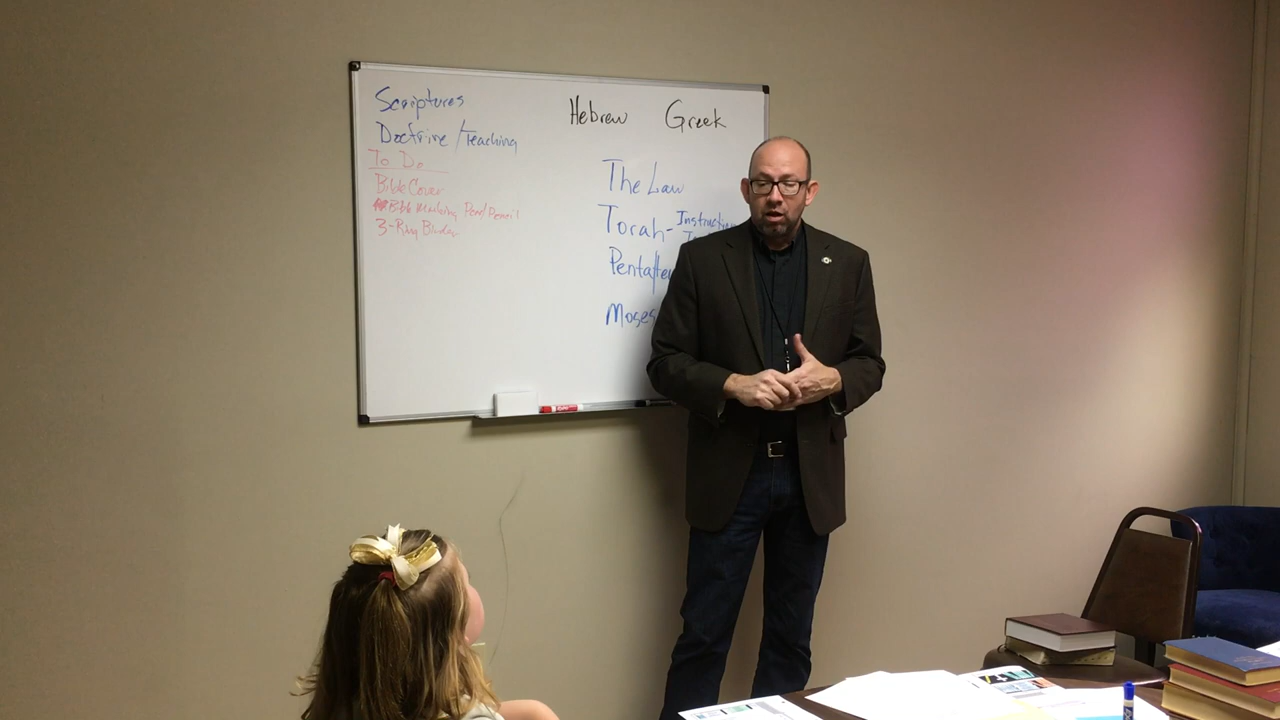 Scriptures
Doctrine/Teaching
To Do
Bible Cover
Bible Marking Pens/Pencil
3-Ring Binder
Hebrew Greek
The Law
Torah - Instruction
Moses